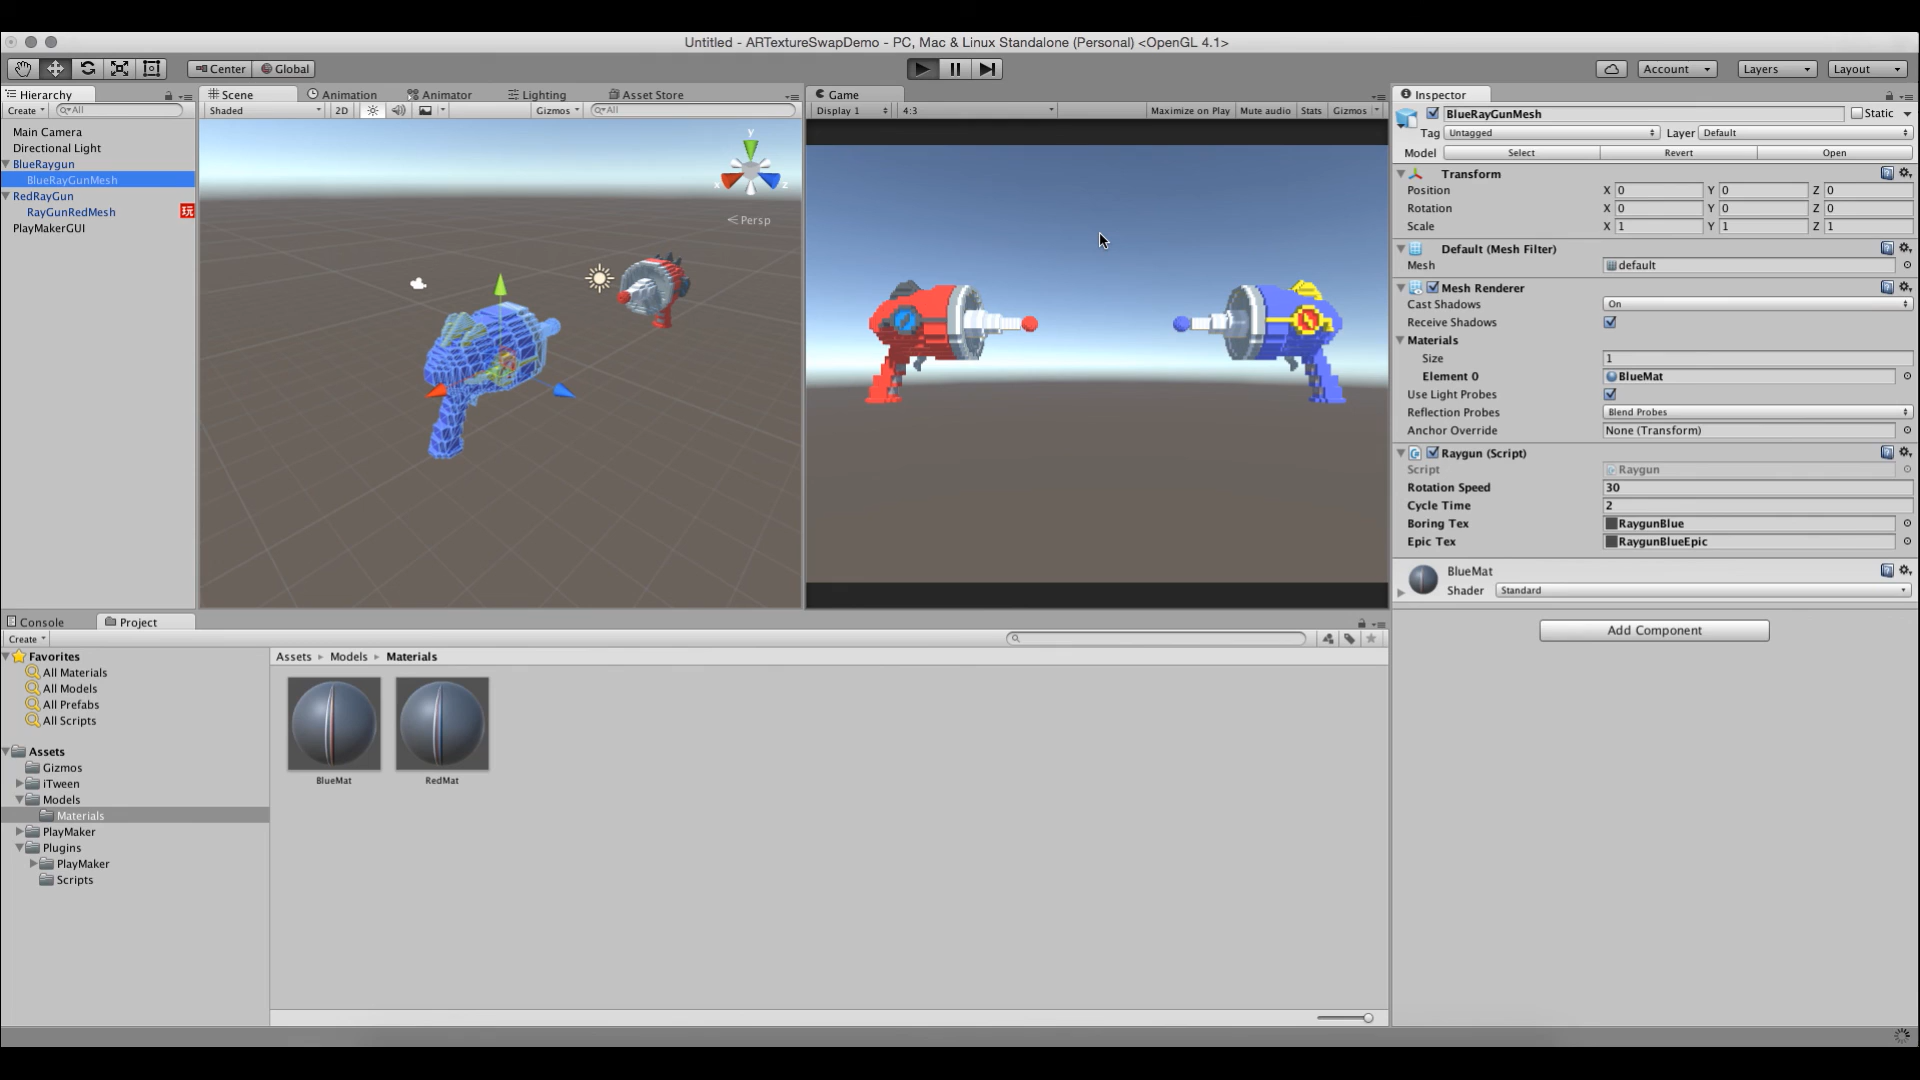 Untitled - ARTextureSwapDemo - PC, Mac & Linux Standalone (Personal) <OpenGL 4.1>
Center Global
Account Layers Layout
Hierarchy
Create All
Main Camera
Directional Light
BlueRaygun
BlueRayGunMesh
RedRayGun
RayGunRedMesh 玩
PlayMakerGUI
Scene Animation Animator Lighting Asset Store
Shaded 2D Gizmos All
y
x z
Persp
Game
Display 1 4:3 Maximize on Play Mute audio Stats Gizmos
Inspector
BlueRayGunMesh Static
Tag Untagged Layer Default
Model Select Revert Open
Transform
Position X 0 Y 0 Z 0
Rotation X 0 Y 0 Z 0
Scale X 1 Y 1 Z 1
Default (Mesh Filter)
Mesh default
Mesh Renderer
Cast Shadows On
Receive Shadows
Materials
Size 1
Element 0 BlueMat
Use Light Probes
Reflection Probes Blend Probes
Anchor Override None (Transform)
Raygun (Script)
Script Raygun
Rotation Speed 30
Cycle Time 2
Boring Tex RaygunBlue
Epic Tex RaygunBlueEpic
BlueMat
Shader Standard
Add Component
Console Project
Create
Favorites
All Materials
All Models
All Prefabs
All Scripts
Assets
Gizmos
iTween
Models
Materials
PlayMaker
Plugins
PlayMaker
Scripts
Assets Models Materials
BlueMat RedMat